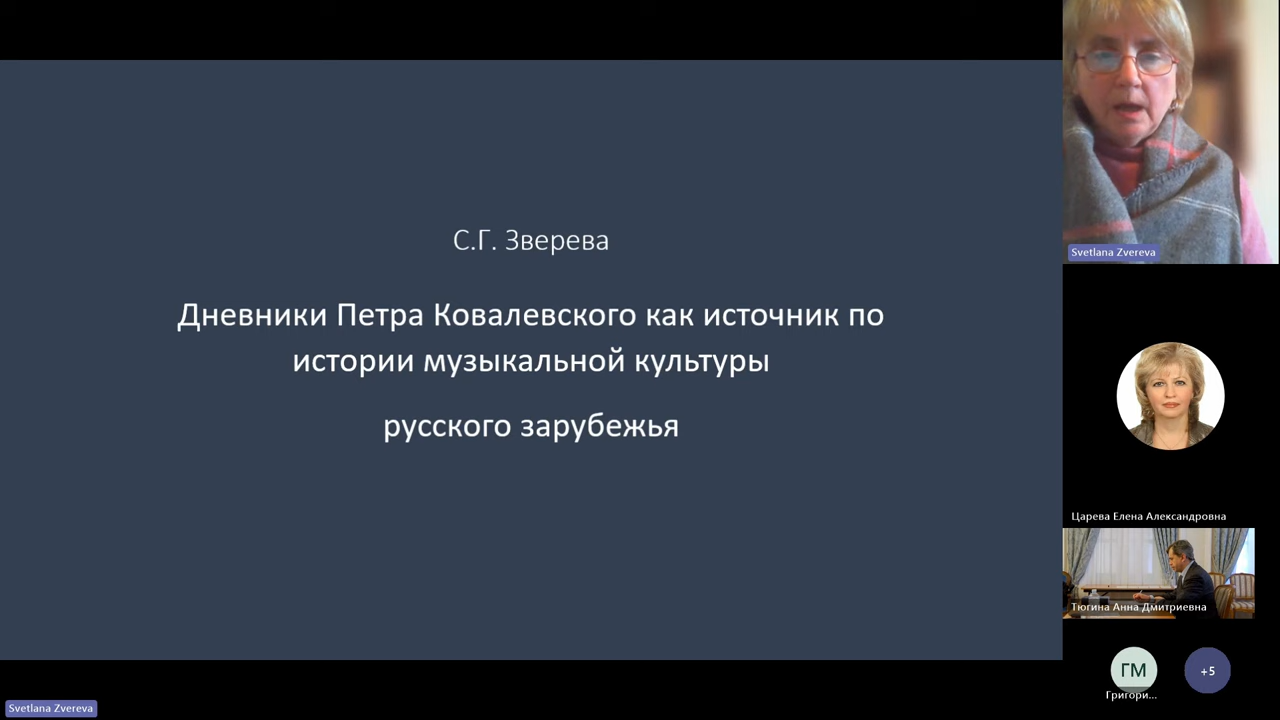 С.Г. Зверева
Дневники Петра Ковалевского как источник по
истории музыкальной культуры
русского зарубежья
Svetlana Zvereva
Царева Елена Александровна
Тюгина Анна Дмитриевна
ГМ
+5
Григори...
Svetlana Zvereva